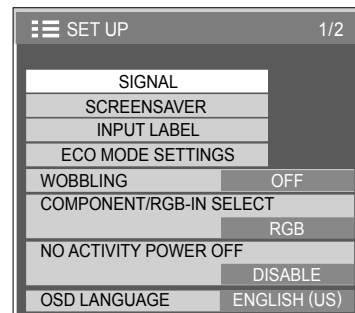 SET UP 1/2
SIGNAL
SCREENSAVER
INPUT LABEL
ECO MODE SETTINGS
WOBBLING OFF
COMPONENT/RGB-IN SELECT
RGB
NO ACTIVITY POWER OFF
DISABLE
OSD LANGUAGE ENGLISH (US)